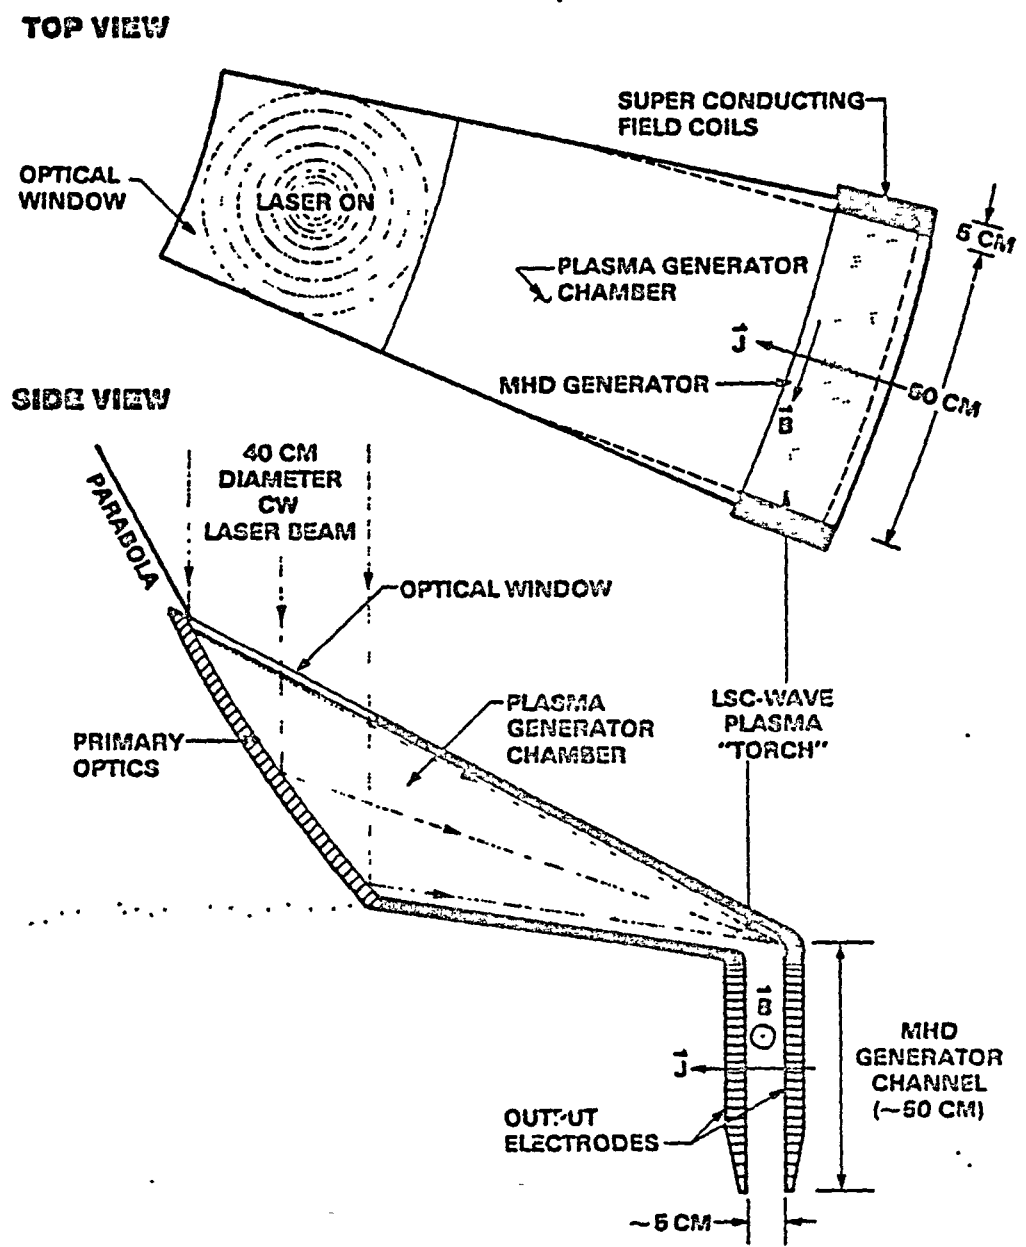 TOP VIEW
SUPER CONDUCTING
FIELD COILS
OPTICAL
WINDOW
LASER ON
5 CM
PLASMA GENERATOR
CHAMBER
J
MHD GENERATOR
B
50 CM
SIDE VIEW
40 CM
DIAMETER
CW
LASER BEAM
PARABOLA
OPTICAL WINDOW
PLASMA
GENERATOR
CHAMBER
LSC-WAVE
PLASMA
"TORCH"
PRIMARY
OPTICS
B
J
MHD
GENERATOR
CHANNEL
(~50 CM)
OUTPUT
ELECTRODES
~5 CM